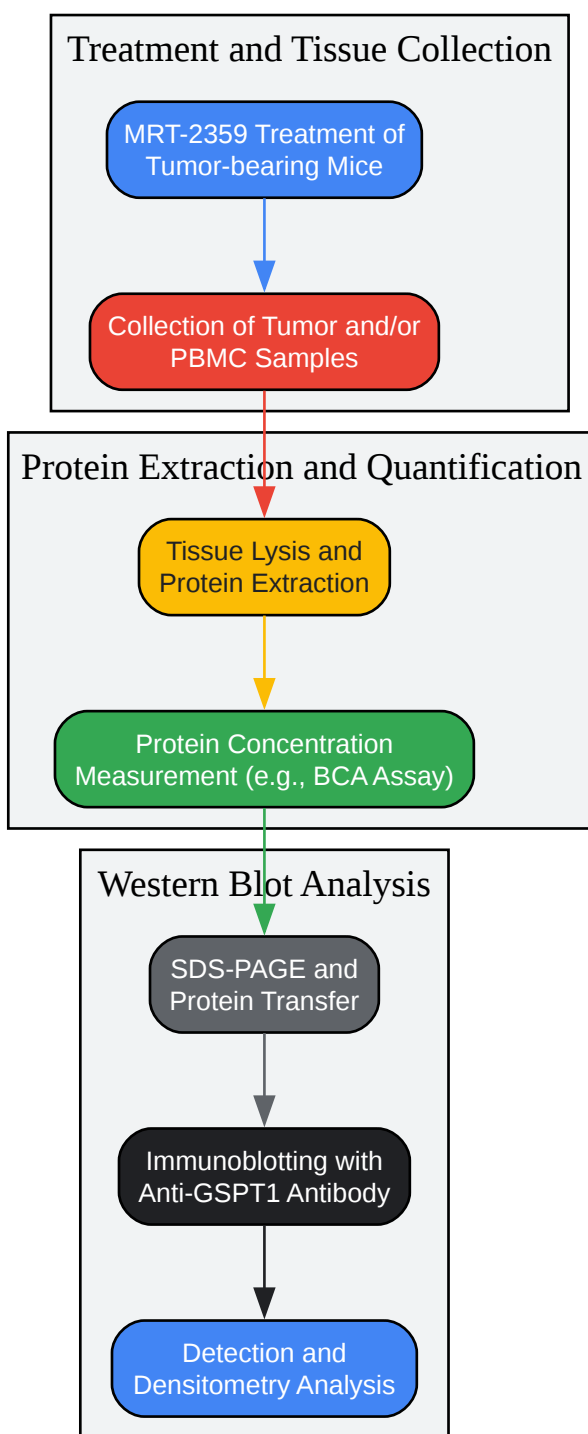 Treatment and Tissue Collection
MRT-2359 Treatment of
Tumor-bearing Mice
Collection of Tumor and/or
PBMC Samples
Protein Extraction and Quantification
Tissue Lysis and
Protein Extraction
Protein Concentration
Measurement (e.g., BCA Assay)
Western Blot Analysis
SDS-PAGE and
Protein Transfer
Immunoblotting with
Anti-GSPT1 Antibody
Detection and
Densitometry Analysis